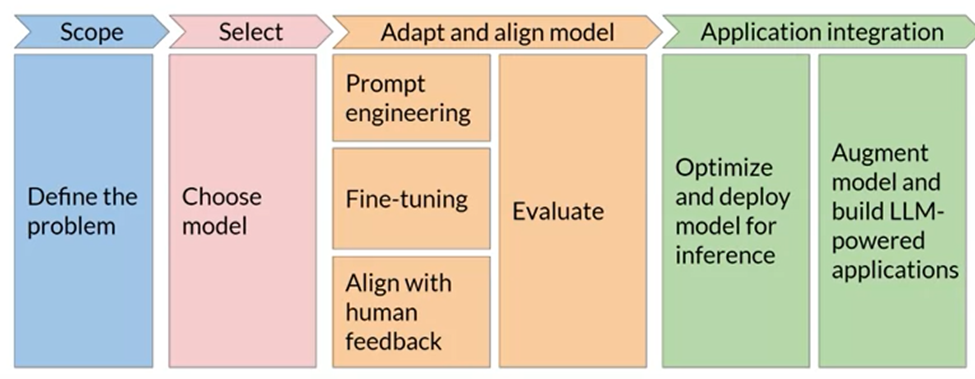 Scope
Select
Adapt and align model
Application integration
Define the
problem
Choose
model
Prompt
engineering
Fine-tuning
Align with
human
feedback
Evaluate
Optimize
and deploy
model for
inference
Augment
model and
build LLM-
powered
applications